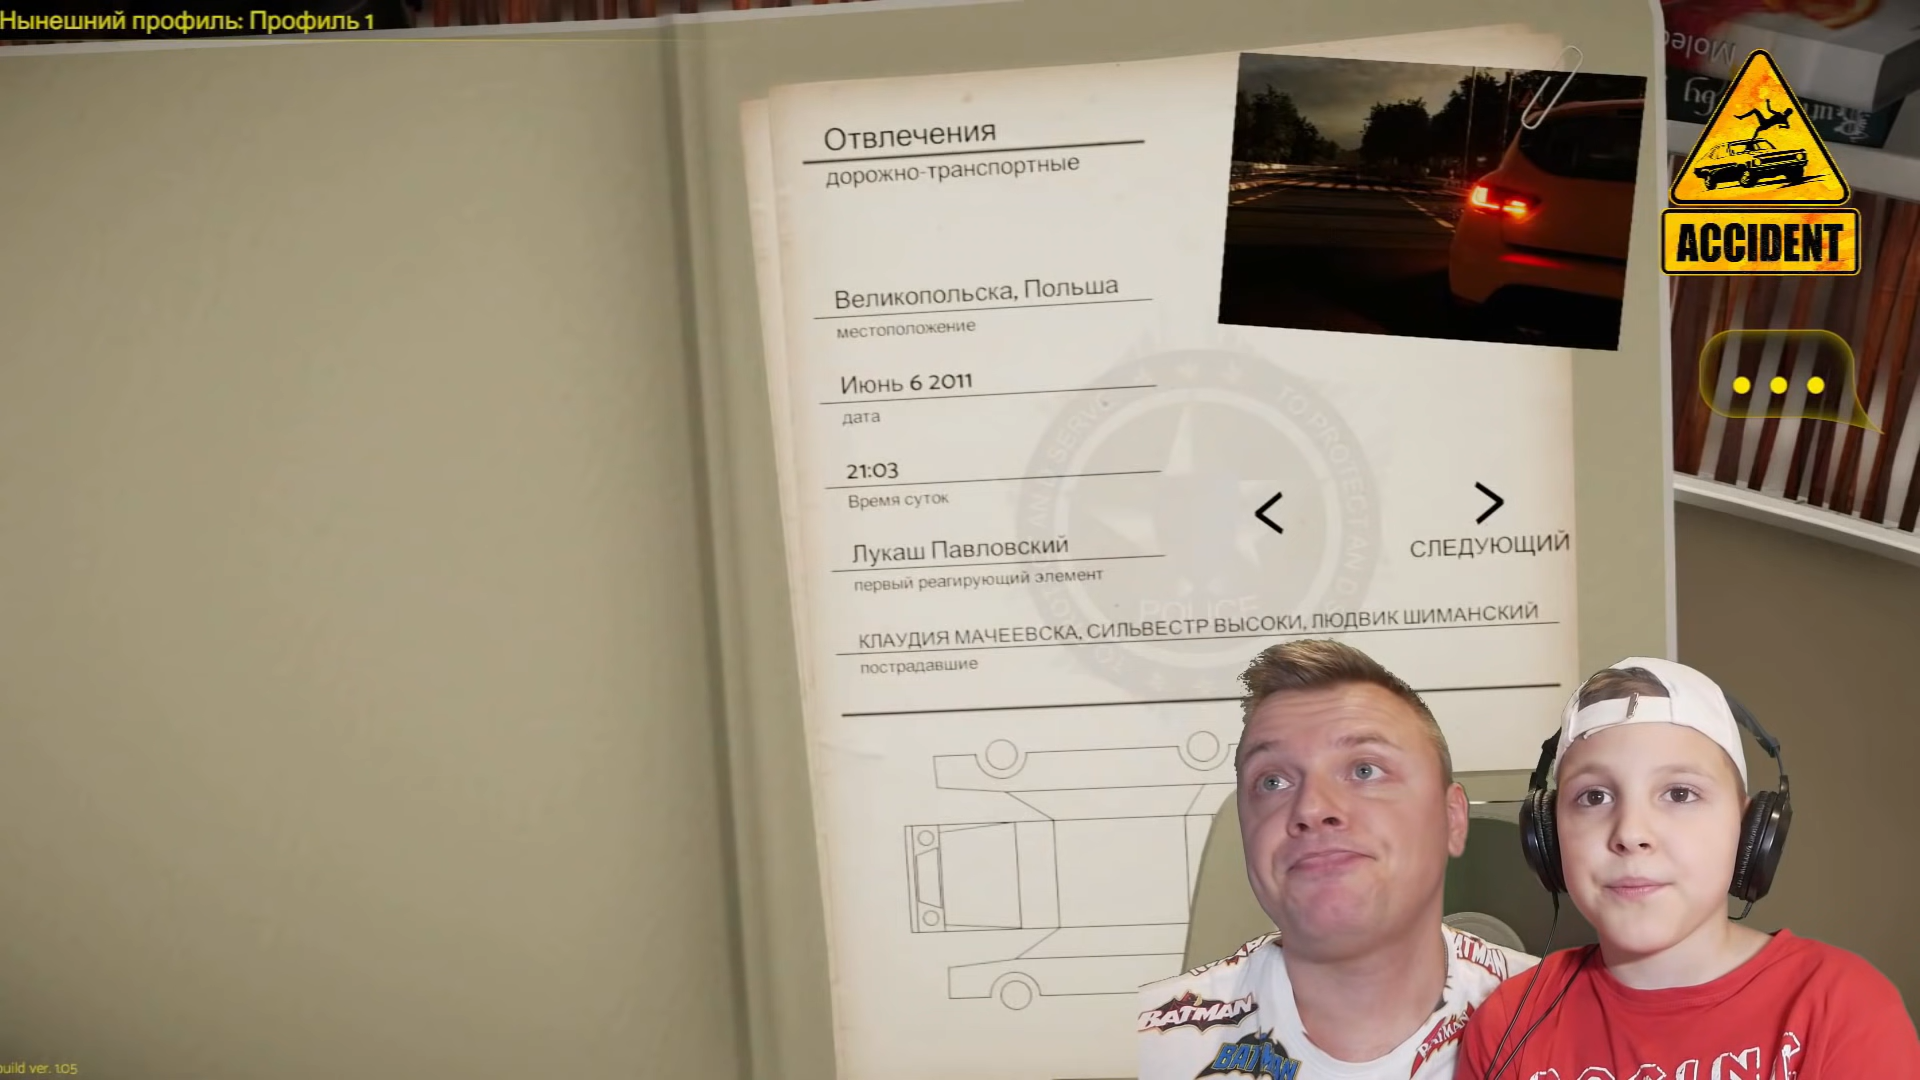 Нынешний профиль: Профиль 1
Отвлечения
дорожно-транспортные
Великопольска, Польша
местоположение
Июнь 6 2011
дата
21:03
Время суток
Лукаш Павловский
первый реагирующий элемент
КЛАУДИЯ МАЧЕЕВСКА, СИЛЬВЕСТР ВЫСОКИ, ЛЮДВИК ШИМАНСКИЙ
пострадавшие
<
>
СЛЕДУЮЩИЙ
POLICE
ACCIDENT
BATMAN
BATMAN
build ver. 1.05